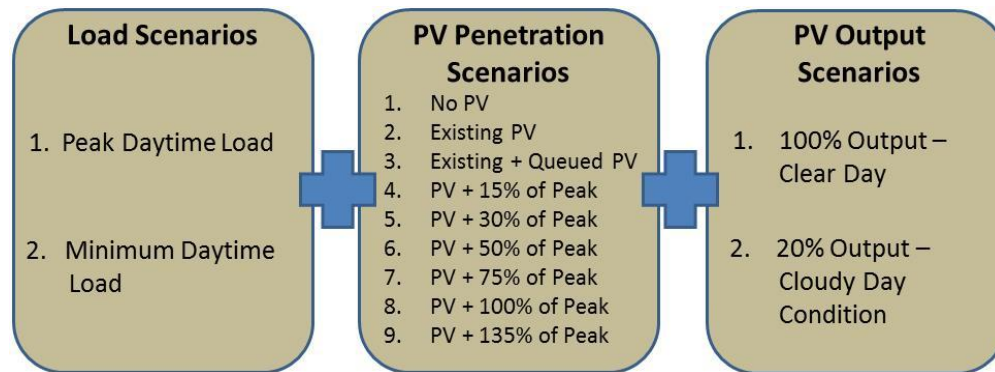 Load Scenarios
1. Peak Daytime Load
2. Minimum Daytime
Load
PV Penetration
Scenarios
1. No PV
2. Existing PV
3. Existing + Queued PV
4. PV + 15% of Peak
5. PV + 30% of Peak
6. PV + 50% of Peak
7. PV + 75% of Peak
8. PV + 100% of Peak
9. PV + 135% of Peak
PV Output
Scenarios
1. 100% Output –
Clear Day
2. 20% Output –
Cloudy Day
Condition